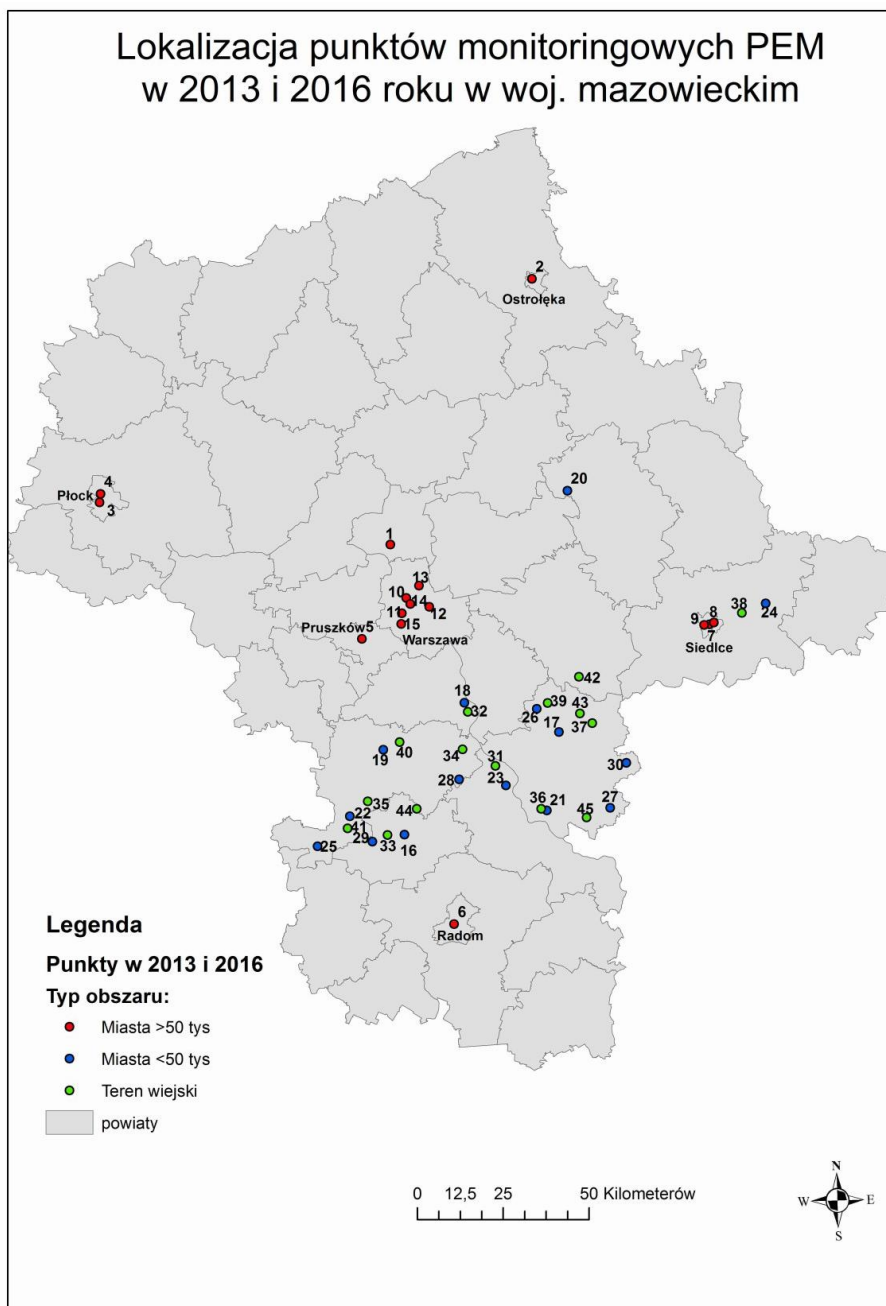 Lokalizacja punktów monitoringowych PEM
w 2013 i 2016 roku w woj. mazowieckim
2
Ostrołęka
4
Płock
3
20
1
13
10
14
11
12
15
Pruszków5
Warszawa
38
24
8
9
7
Siedlce
42
18
32
39
43
26
17
37
40
19
34
31
30
28
23
35
44
36
21
27
45
22
41
29
33
16
25
6
Radom
Legenda
Punkty w 2013 i 2016
Typ obszaru:
Miasta >50 tys
Miasta <50 tys
Teren wiejski
powiaty
0 12,5 25 50 Kilometerów
N
W E
S